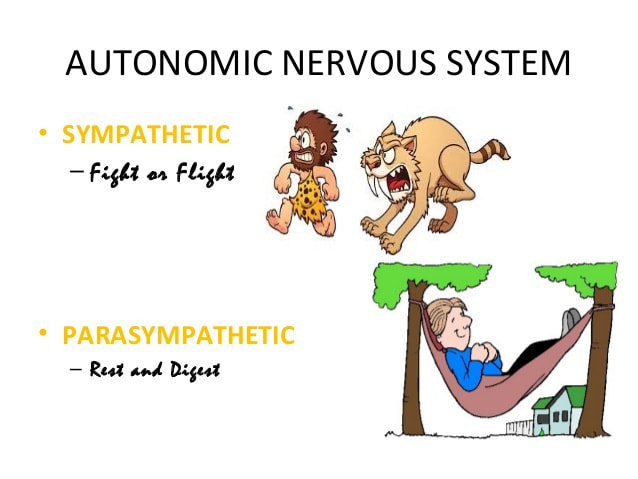 AUTONOMIC NERVOUS SYSTEM
• SYMPATHETIC
– Fight or Flight
• PARASYMPATHETIC
– Rest and Digest